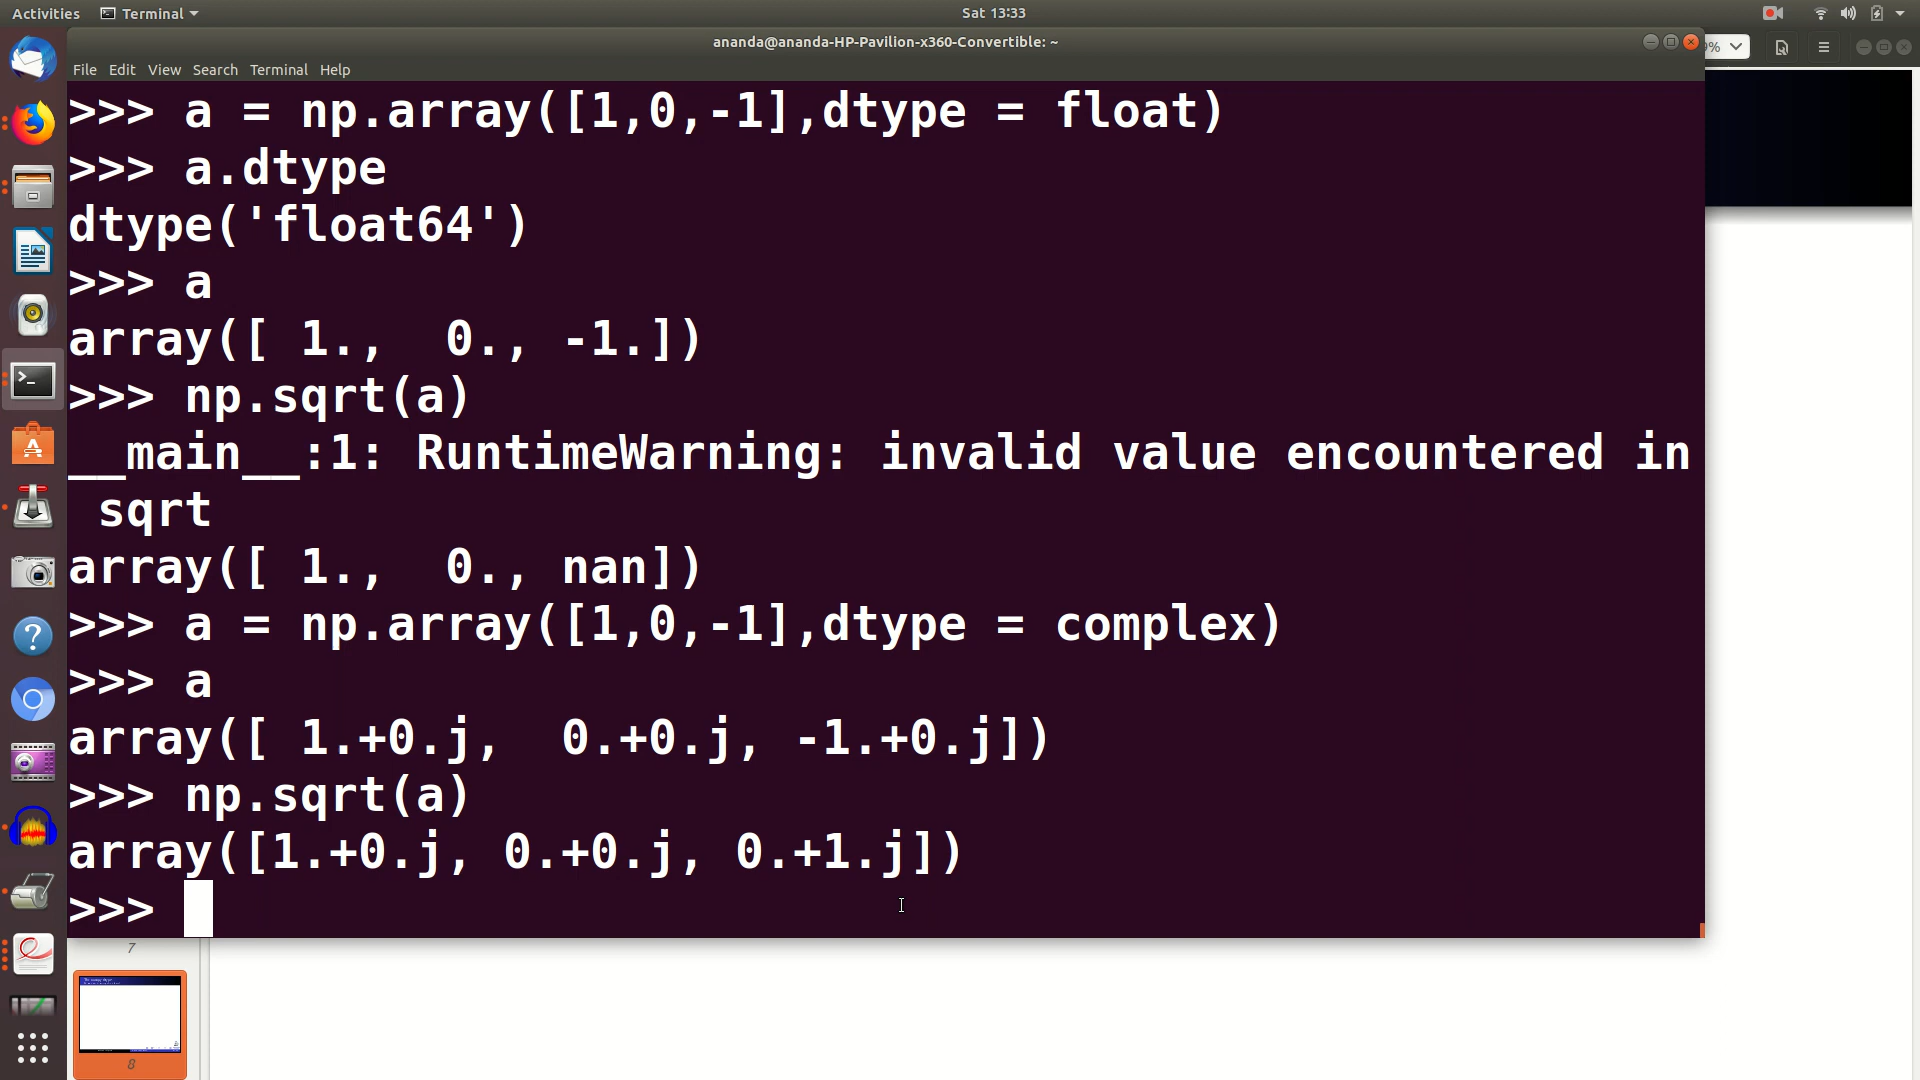 Activities
Terminal
Sat 13:33
ananda@ananda-HP-Pavilion-x360-Convertible: ~
File Edit View Search Terminal Help
>>> a = np.array([1,0,-1],dtype = float)
>>> a.dtype
dtype('float64')
>>> a
array([ 1.,  0., -1.])
>>> np.sqrt(a)
__main__:1: RuntimeWarning: invalid value encountered in
 sqrt
array([ 1.,  0., nan])
>>> a = np.array([1,0,-1],dtype = complex)
>>> a
array([ 1.+0.j,  0.+0.j, -1.+0.j])
>>> np.sqrt(a)
array([1.+0.j, 0.+0.j, 0.+1.j])
>>>
7
8